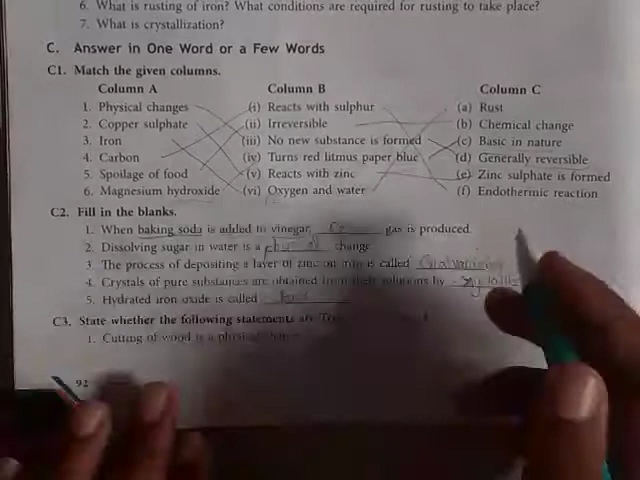 6. What is rusting of iron? What conditions are required for rusting to take place?
7. What is crystallization?
C. Answer in One Word or a Few Words
C1. Match the given columns.
Column A Column B Column C
1. Physical changes (i) Reacts with sulphur (a) Rust
2. Copper sulphate (ii) Irreversible (b) Chemical change
3. Iron (iii) No new substance is formed (c) Basic in nature
4. Carbon (iv) Turns red litmus paper blue (d) Generally reversible
5. Spoilage of food (v) Reacts with zinc (e) Zinc sulphate is formed
6. Magnesium hydroxide (vi) Oxygen and water (f) Endothermic reaction
C2. Fill in the blanks.
1. When baking soda is added to vinegar, gas is produced.
2. Dissolving sugar in water is a physical change.
3. The process of depositing a layer of zinc on iron is called
4. Crystals of pure substances are obtained from their solutions by
5. Hydrated iron oxide is called
C3. State whether the following statements are
1. Cutting of wood is a physical
92